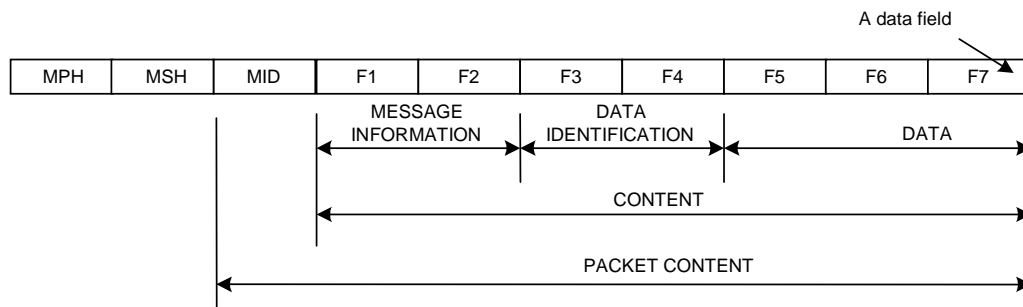 A data field
MPH MSH MID F1 F2 F3 F4 F5 F6 F7
MESSAGE
INFORMATION
DATA
IDENTIFICATION
DATA
CONTENT
PACKET CONTENT